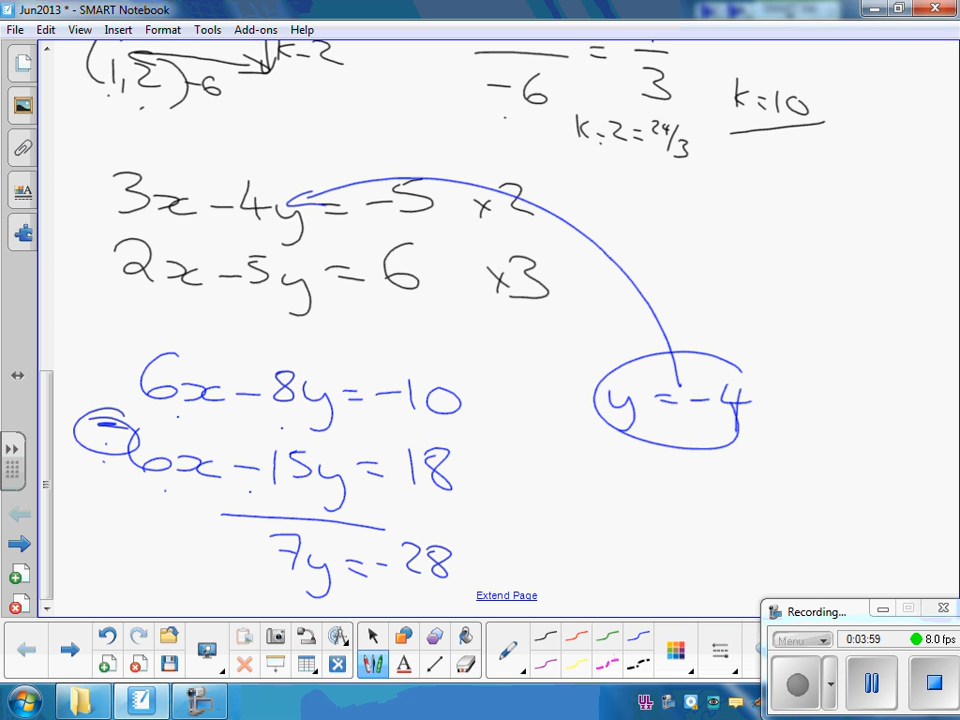 Jun2013 * - SMART Notebook
File Edit View Insert Format Tools Add-ons Help
(1,2) -6 k-2
-6 = 3
k-2=24/3
k=10
3x-4y=-5 ×2
2x-5y=6 ×3
6x-8y=-10
y=-4
- 6x-15y=18
7y=-28
Extend Page
Recording...
Menu 0:03:59 8.0 fps